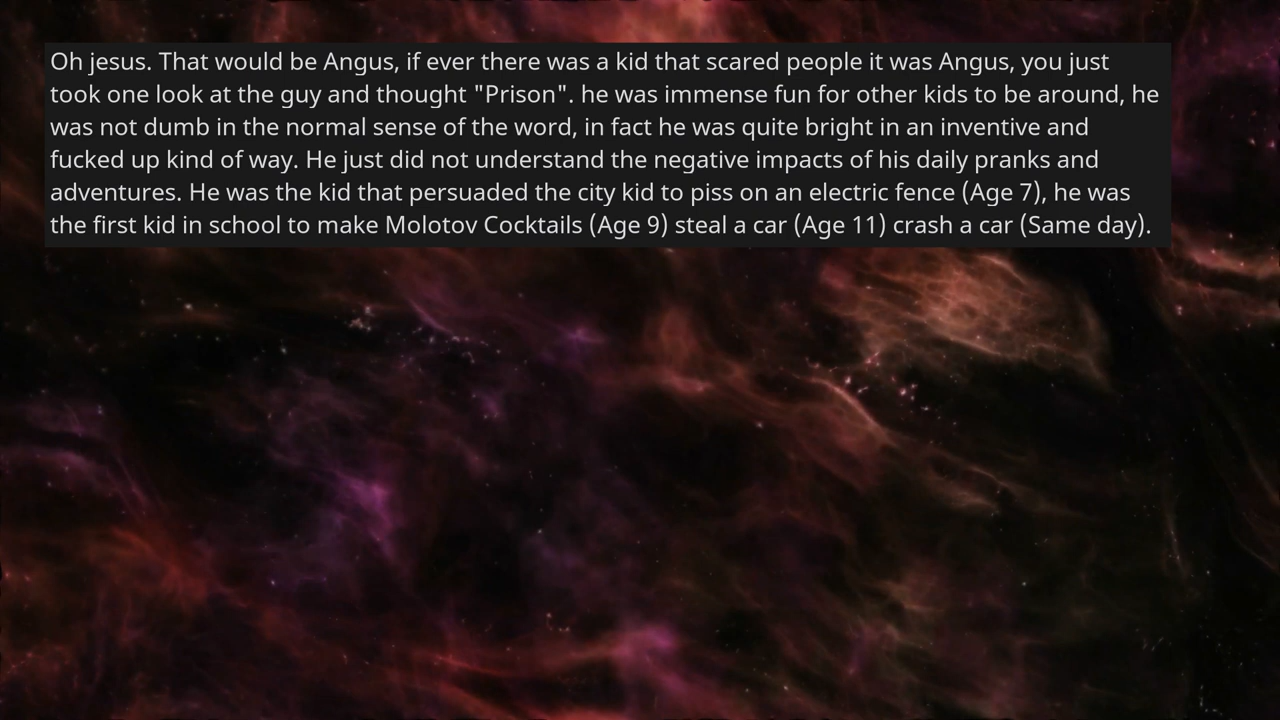 Oh jesus. That would be Angus, if ever there was a kid that scared people it was Angus, you just
took one look at the guy and thought "Prison". he was immense fun for other kids to be around, he
was not dumb in the normal sense of the word, in fact he was quite bright in an inventive and
fucked up kind of way. He just did not understand the negative impacts of his daily pranks and
adventures. He was the kid that persuaded the city kid to piss on an electric fence (Age 7), he was
the first kid in school to make Molotov Cocktails (Age 9) steal a car (Age 11) crash a car (Same day).